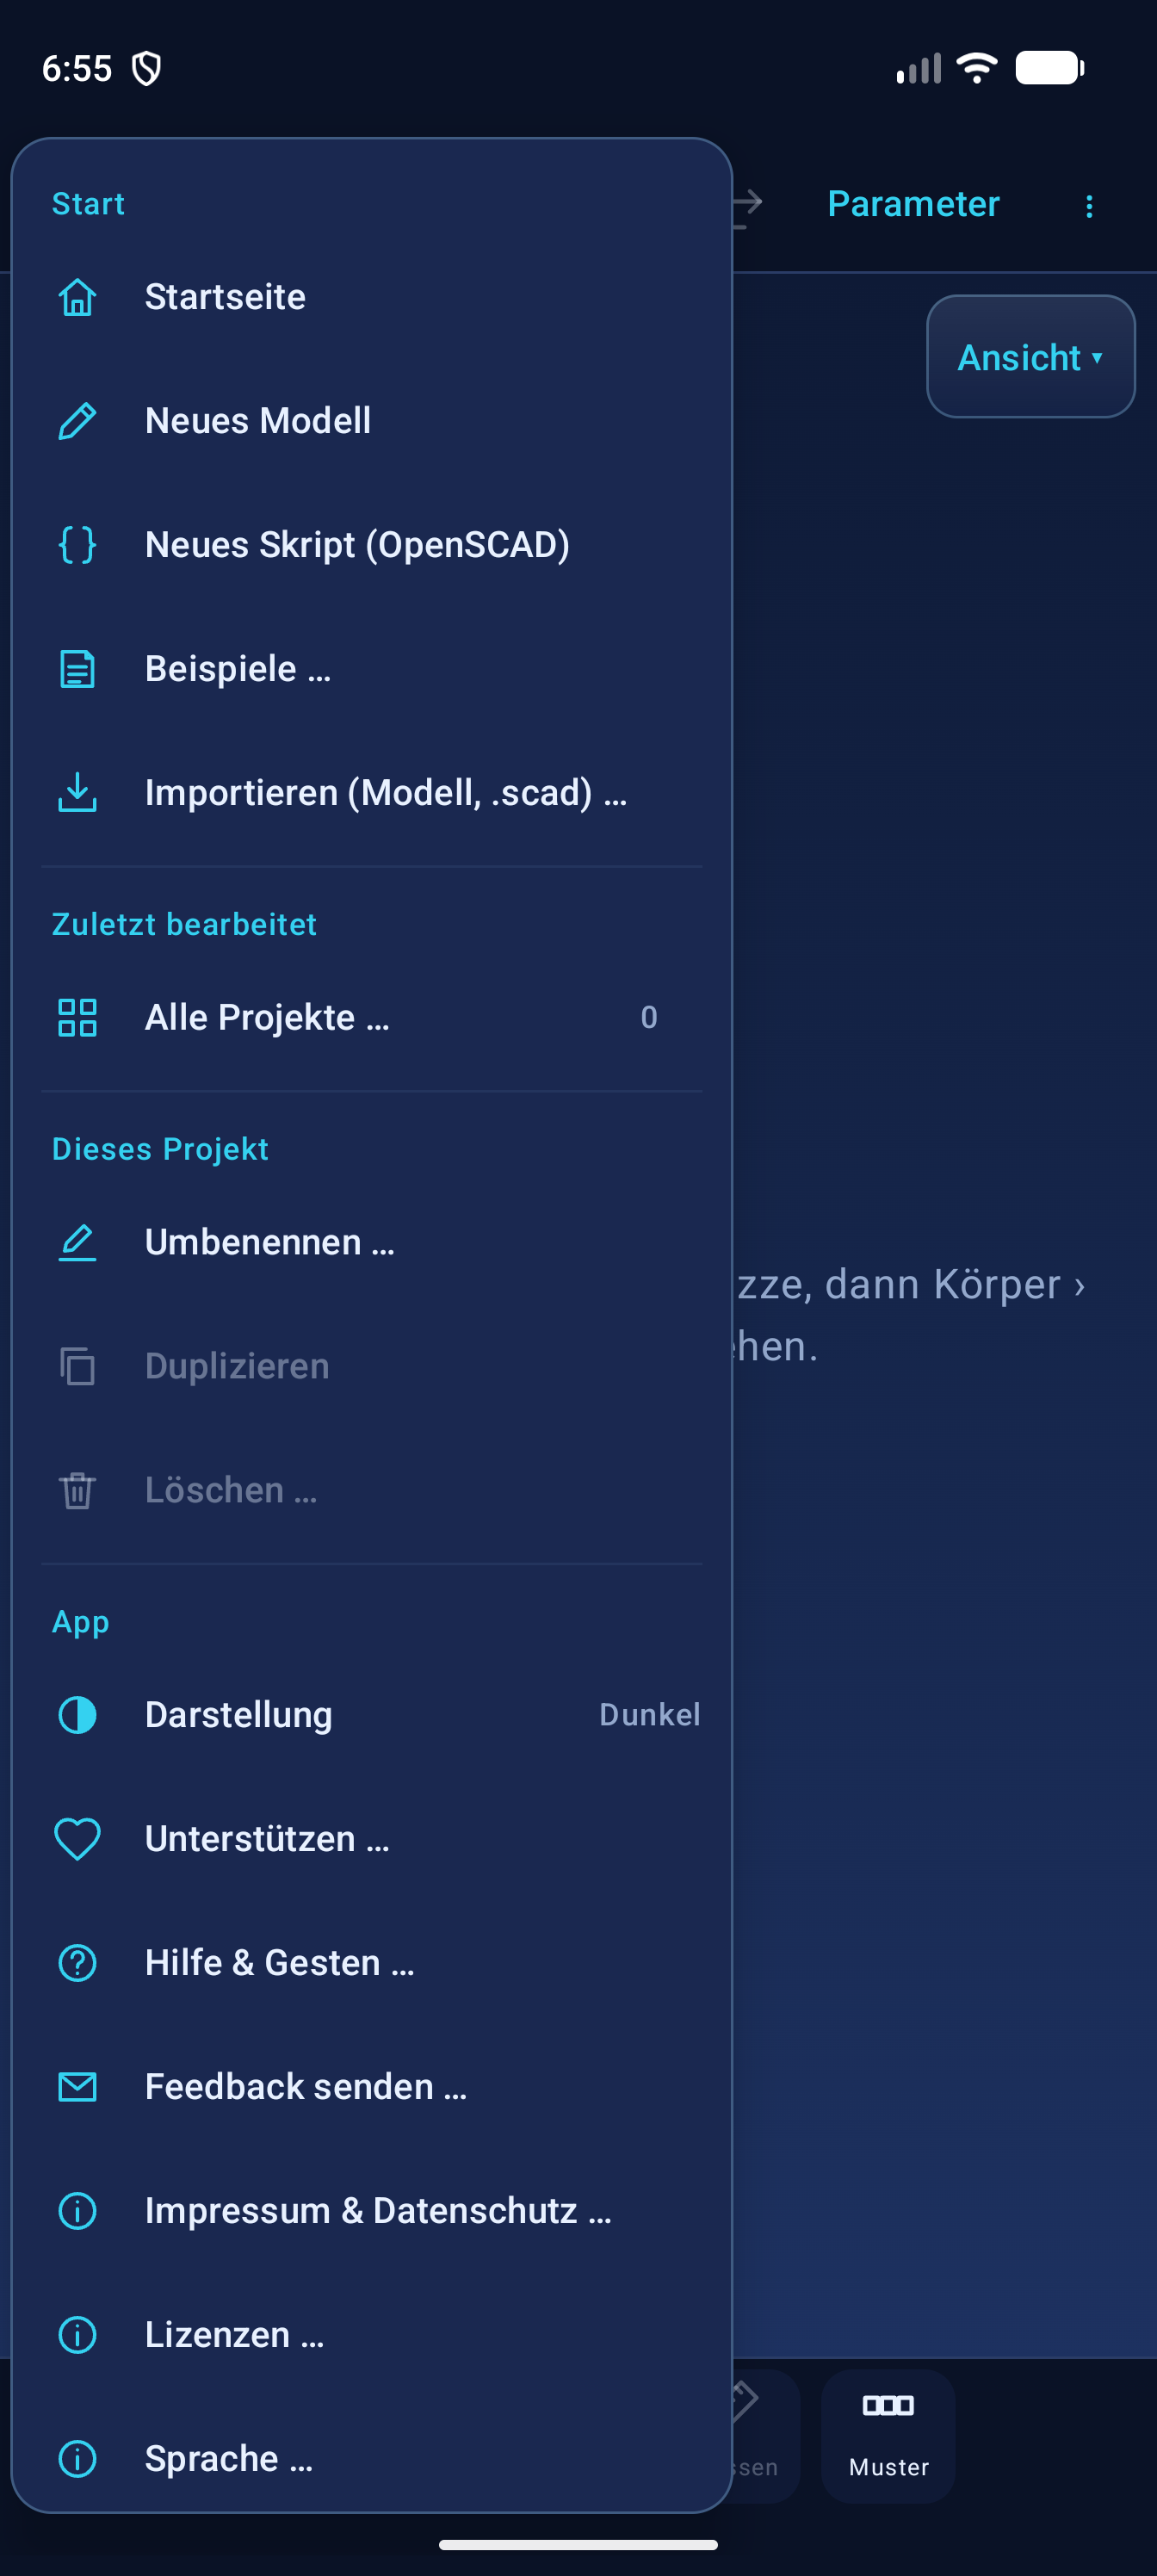 6:55
Start
Parameter
Startseite
Ansicht ▾
Neues Modell
Neues Skript (OpenSCAD)
Beispiele …
Importieren (Modell, .scad) …
Zuletzt bearbeitet
Alle Projekte … 0
Dieses Projekt
Umbenennen …
dann Körper ›
Duplizieren
Löschen …
App
Darstellung Dunkel
Unterstützen …
Hilfe & Gesten …
Feedback senden …
Impressum & Datenschutz …
Lizenzen …
Sprache …
Muster